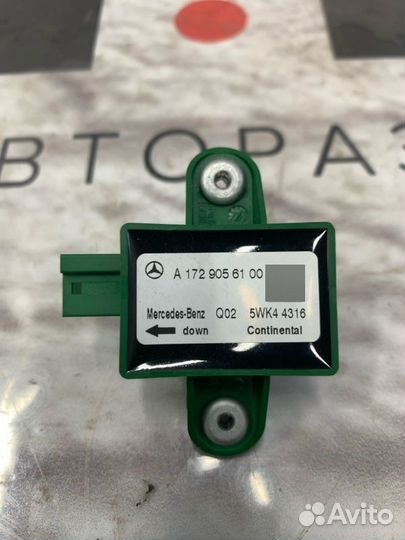 ВТОРАЗ
A 172 905 61 00
Mercedes-Benz Q02 5WK4 4316
down Continental
Avito